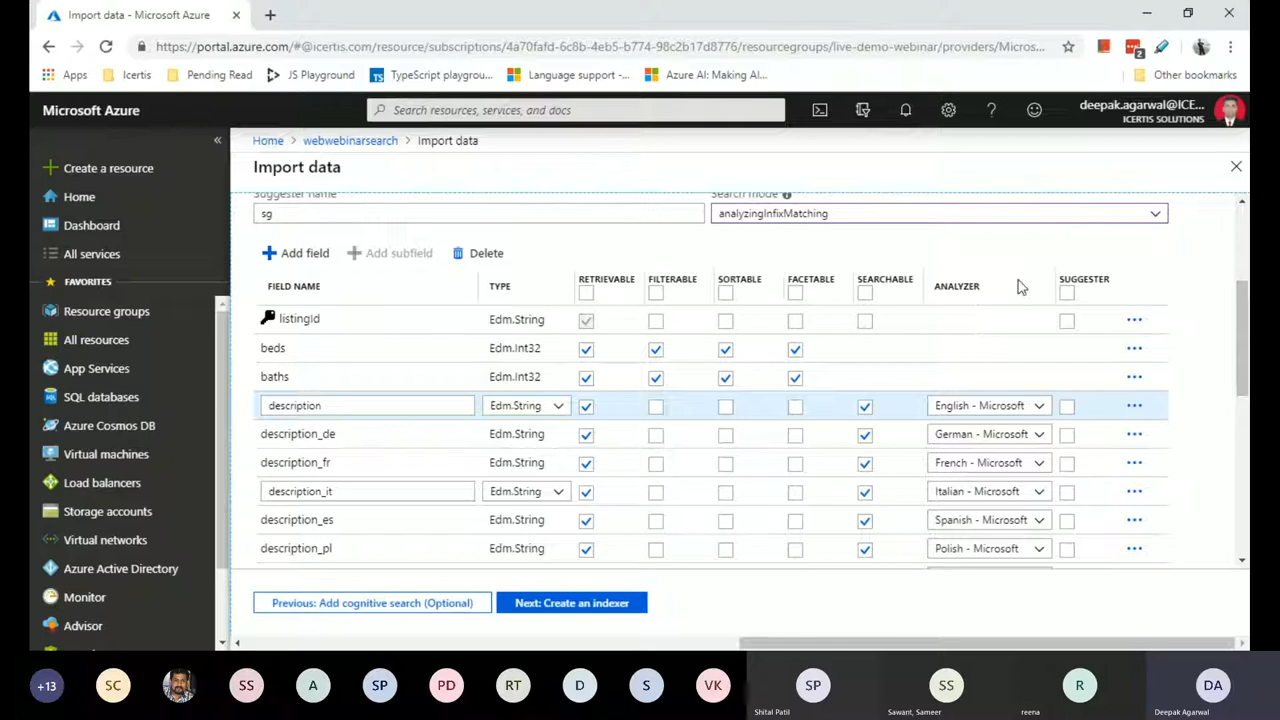 Import data - Microsoft Azure
https://portal.azure.com/#@icertis.com/resource/subscriptions/4a70fafd-6c8b-4eb5-b774-98c2b17d8776/resourcegroups/live-demo-webinar/providers/Micros...
2
Apps Icertis Pending Read JS Playground TypeScript playgrou... Language support -... Azure AI: Making AI... Other bookmarks
Microsoft Azure
Search resources, services, and docs
deepak.agarwal@ICE...
ICERTIS SOLUTIONS
Create a resource
Home
Dashboard
All services
FAVORITES
Resource groups
All resources
App Services
SQL databases
Azure Cosmos DB
Virtual machines
Load balancers
Storage accounts
Virtual networks
Azure Active Directory
Monitor
Advisor
Home > webwebinarsearch > Import data
Import data
Suggester name Search mode
sg analyzingInfixMatching
Add field Add subfield Delete
FIELD NAME TYPE RETRIEVABLE FILTERABLE SORTABLE FACETABLE SEARCHABLE ANALYZER SUGGESTER
listingId Edm.String
beds Edm.Int32
baths Edm.Int32
description Edm.String English - Microsoft
description_de Edm.String German - Microsoft
description_fr Edm.String French - Microsoft
description_it Edm.String Italian - Microsoft
description_es Edm.String Spanish - Microsoft
description_pl Edm.String Polish - Microsoft
Previous: Add cognitive search (Optional) Next: Create an indexer
+13 SC SS A SP PD RT D S VK SP SS R DA
Shital Patil Sawant, Sameer reena Deepak Agarwal